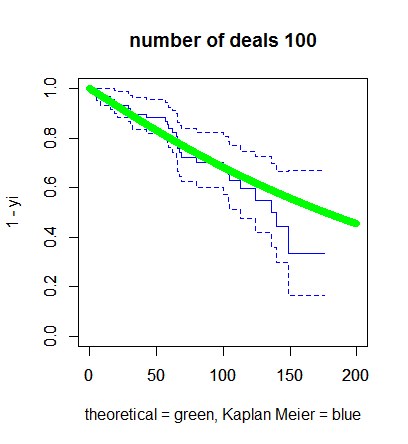 number of deals 100
1.0
0.8
0.6
0.4
0.2
0.0
1 - yi
0 50 100 150 200
theoretical = green, Kaplan Meier = blue